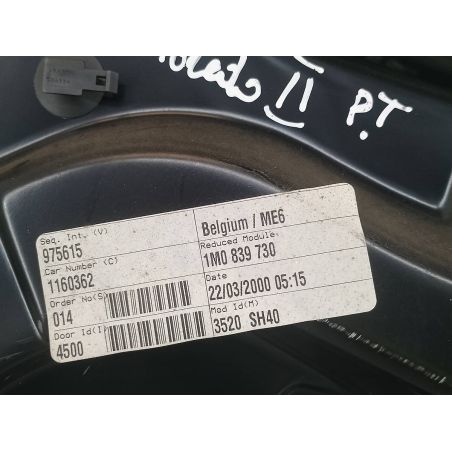 II P.T
Seq. Int. (V)
975615
Car Number (C)
1160362
Order No(S)
014
Door Id(I)
4500
Belgium / ME6
Reduced Module:
1M0 839 730
Date
22/03/2000 05:15
Mod Id(M)
3520 SH40